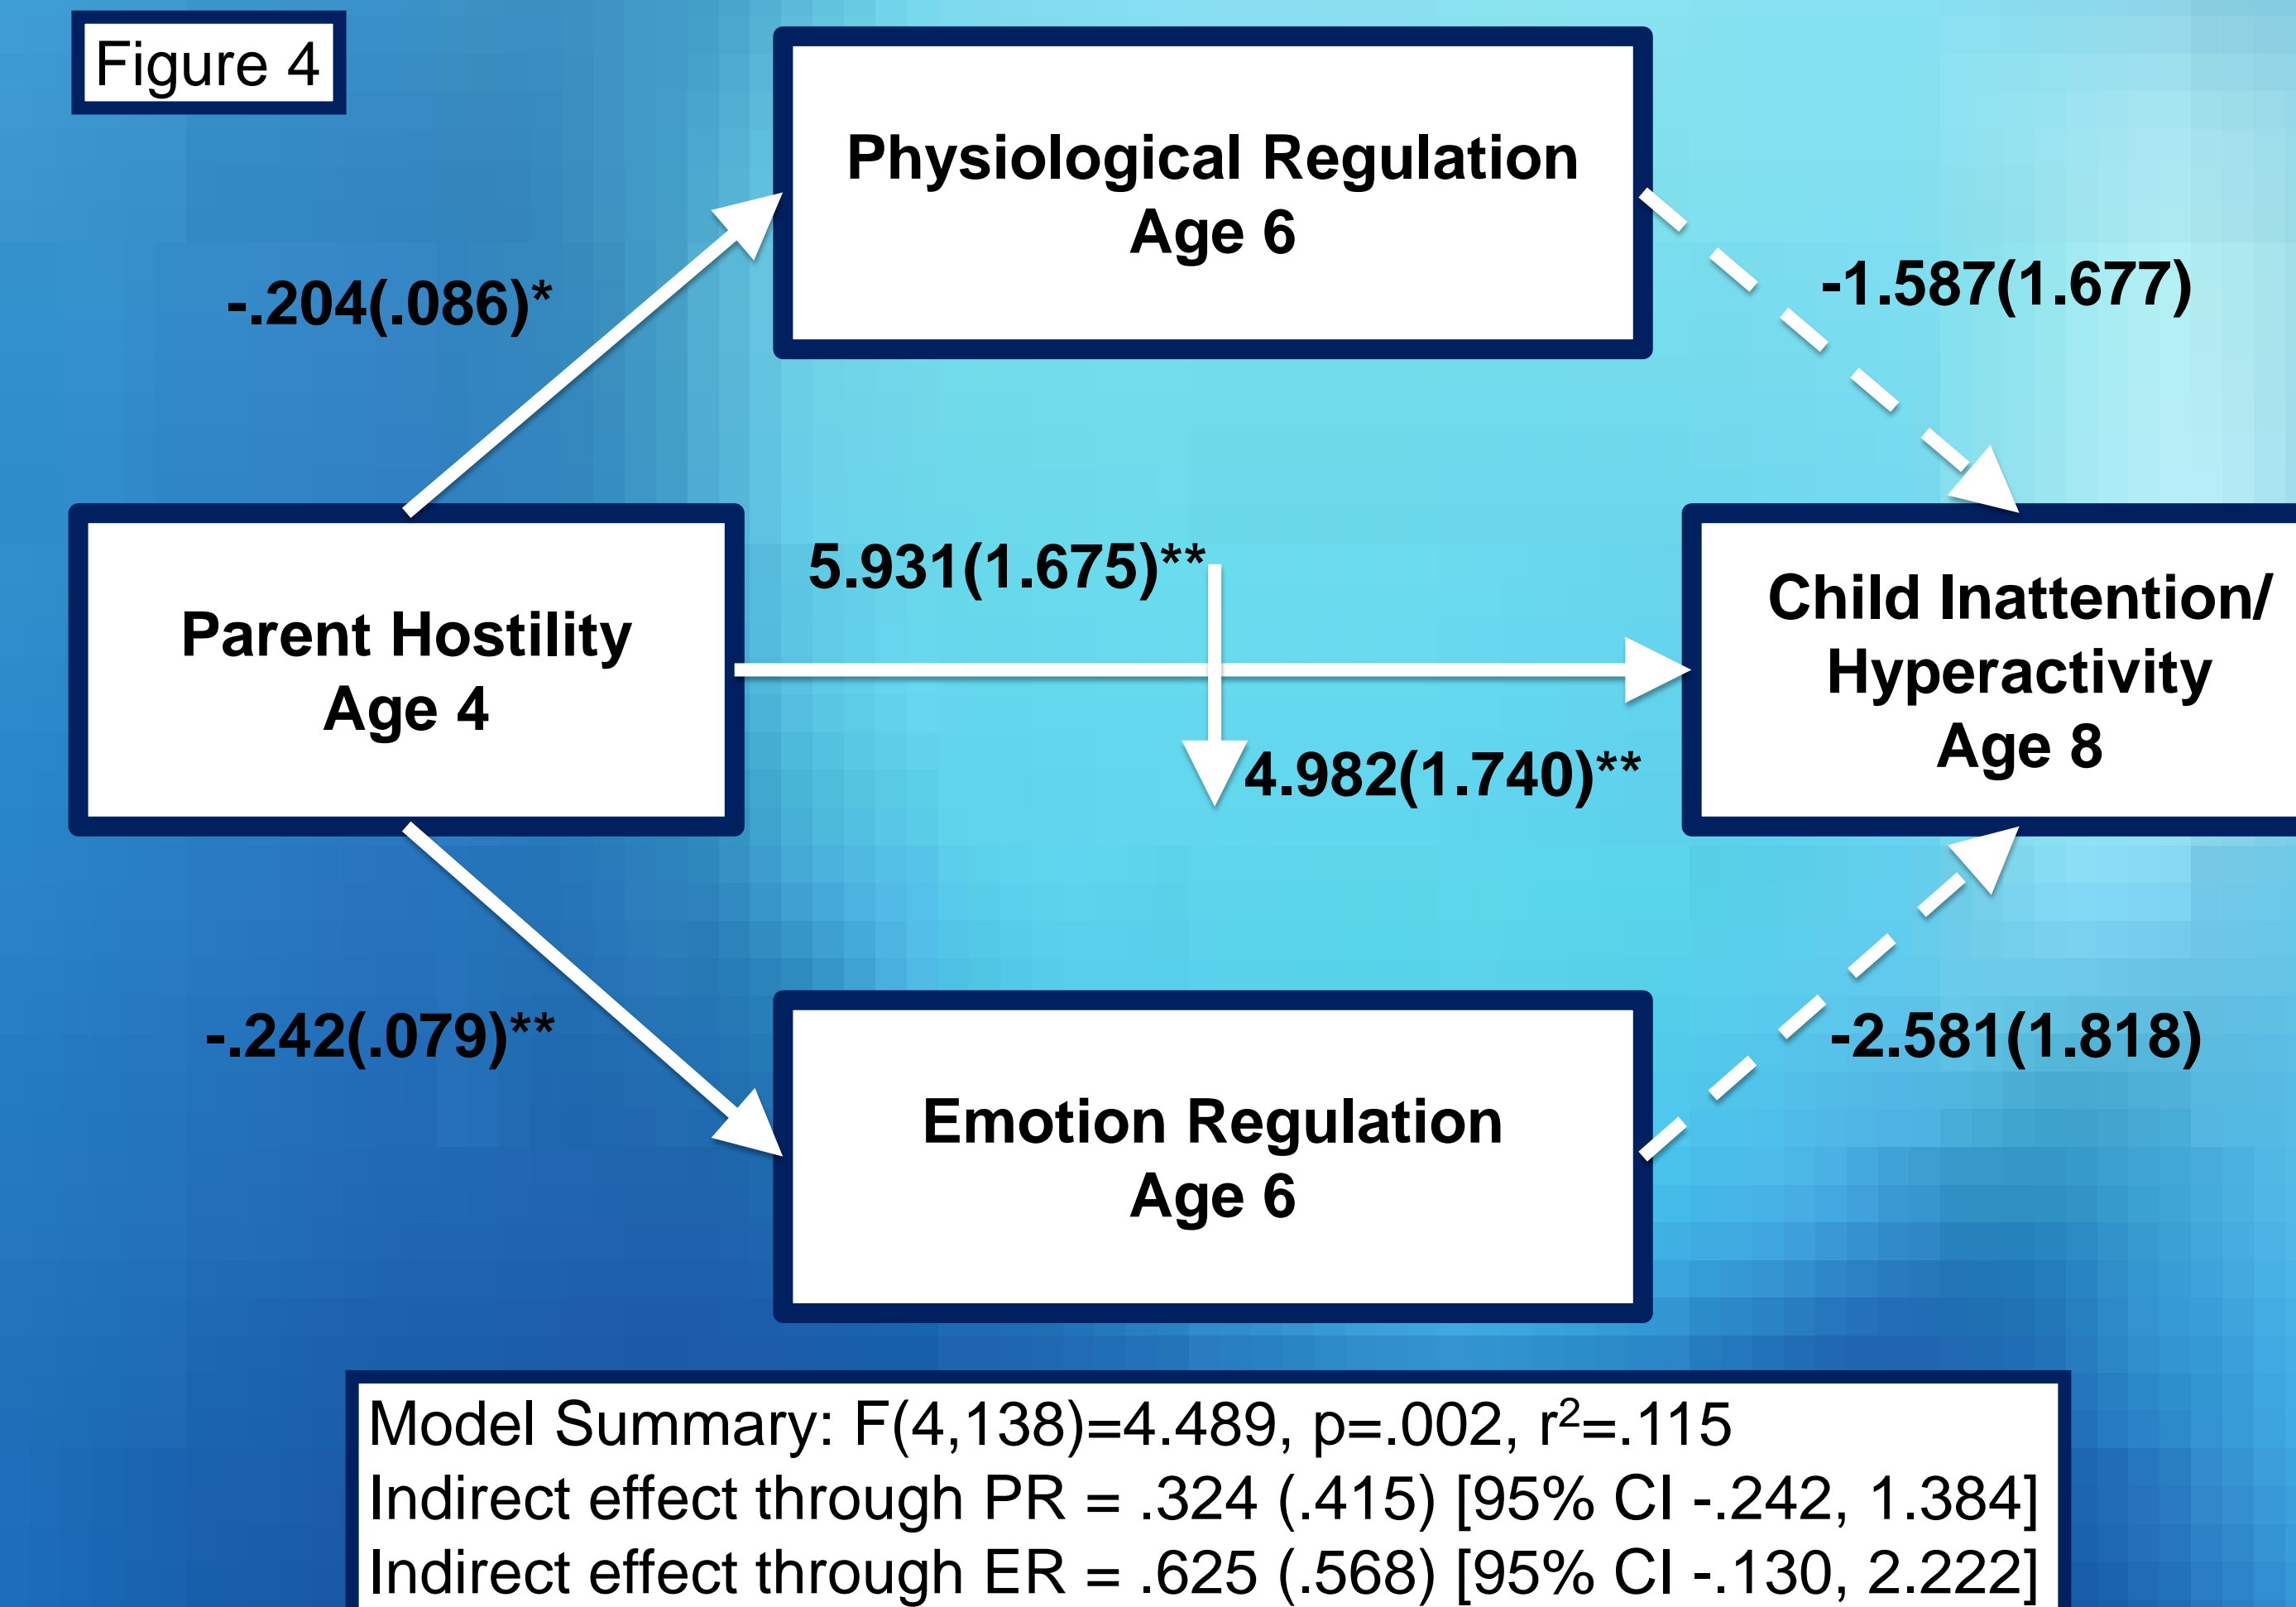 Figure 4
Physiological Regulation
Age 6
-.204(.086)*
-1.587(1.677)
Parent Hostility
Age 4
5.931(1.675)**
4.982(1.740)**
Child Inattention/
Hyperactivity
Age 8
-.242(.079)**
-2.581(1.818)
Emotion Regulation
Age 6
Model Summary: F(4,138)=4.489, p=.002, r²=.115
Indirect effect through PR = .324 (.415) [95% CI -.242, 1.384]
Indirect effect through ER = .625 (.568) [95% CI -.130, 2.222]